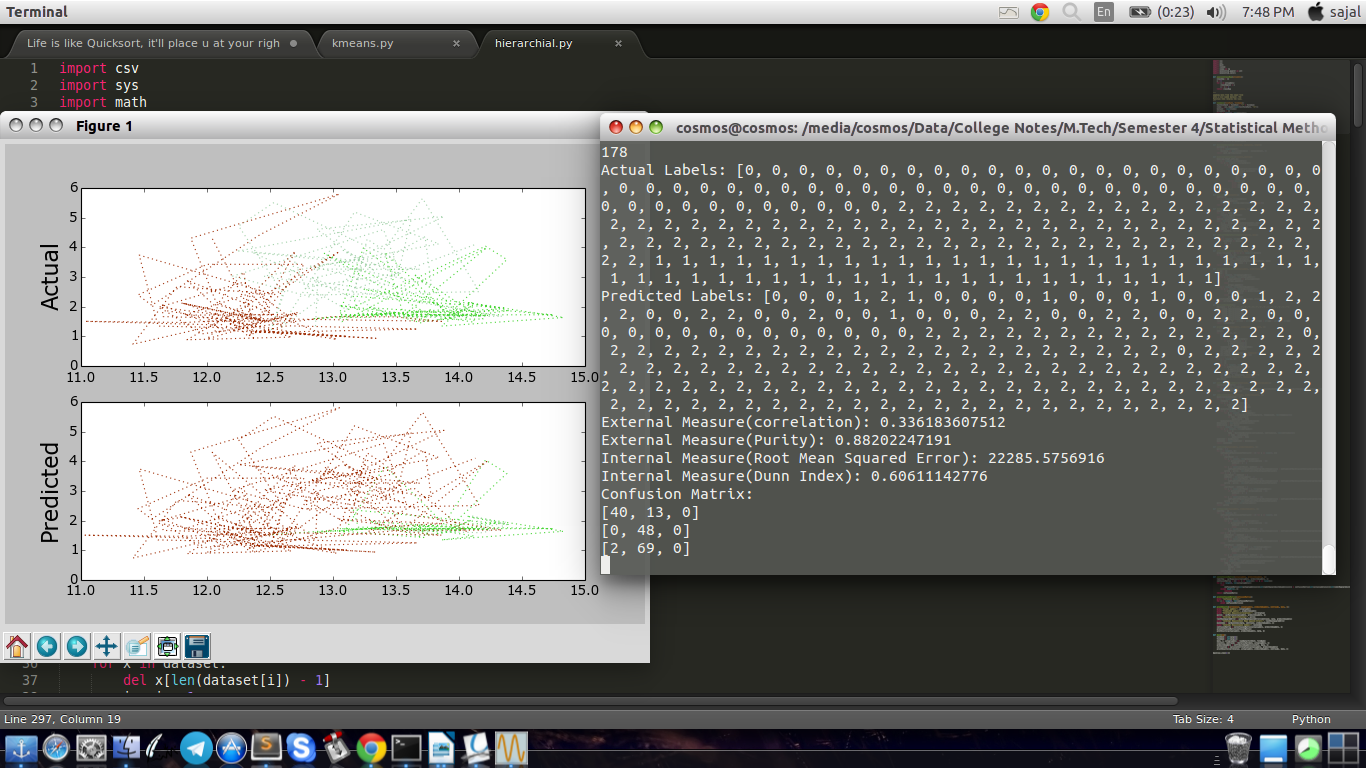 Terminal
En
(0:23)
7:48 PM
sajal
Life is like Quicksort, it'll place u at your righ
kmeans.py
hierarchial.py
1 import csv
2 import sys
3 import math
Figure 1
Actual
6
5
4
3
2
1
0
11.0 11.5 12.0 12.5 13.0 13.5 14.0 14.5 15.0
Predicted
6
5
4
3
2
1
0
11.0 11.5 12.0 12.5 13.0 13.5 14.0 14.5 15.0
cosmos@cosmos: /media/cosmos/Data/College Notes/M.Tech/Semester 4/Statistical Metho
178
Actual Labels: [0, 0, 0, 0, 0, 0, 0, 0, 0, 0, 0, 0, 0, 0, 0, 0, 0, 0, 0, 0, 0, 0
, 0, 0, 0, 0, 0, 0, 0, 0, 0, 0, 0, 0, 0, 0, 0, 0, 0, 0, 0, 0, 0, 0, 0, 0, 0, 0,
0, 0, 0, 0, 0, 0, 0, 0, 0, 0, 0, 2, 2, 2, 2, 2, 2, 2, 2, 2, 2, 2, 2, 2, 2, 2, 2,
2, 2, 2, 2, 2, 2, 2, 2, 2, 2, 2, 2, 2, 2, 2, 2, 2, 2, 2, 2, 2, 2, 2, 2, 2, 2, 2
, 2, 2, 2, 2, 2, 2, 2, 2, 2, 2, 2, 2, 2, 2, 2, 2, 2, 2, 2, 2, 2, 2, 2, 2, 2, 2,
2, 2, 1, 1, 1, 1, 1, 1, 1, 1, 1, 1, 1, 1, 1, 1, 1, 1, 1, 1, 1, 1, 1, 1, 1, 1, 1,
1, 1, 1, 1, 1, 1, 1, 1, 1, 1, 1, 1, 1, 1, 1, 1, 1, 1, 1, 1, 1, 1, 1]
Predicted Labels: [0, 0, 0, 1, 2, 1, 0, 0, 0, 0, 1, 0, 0, 0, 1, 0, 0, 0, 1, 2, 2
, 2, 0, 0, 2, 2, 0, 0, 2, 0, 0, 1, 0, 0, 0, 2, 2, 0, 0, 2, 2, 0, 0, 2, 2, 0, 0,
0, 0, 0, 0, 0, 0, 0, 0, 0, 0, 0, 0, 2, 2, 2, 2, 2, 2, 2, 2, 2, 2, 2, 2, 2, 2, 0,
2, 2, 2, 2, 2, 2, 2, 2, 2, 2, 2, 2, 2, 2, 2, 2, 2, 2, 2, 2, 2, 0, 2, 2, 2, 2, 2
, 2, 2, 2, 2, 2, 2, 2, 2, 2, 2, 2, 2, 2, 2, 2, 2, 2, 2, 2, 2, 2, 2, 2, 2, 2, 2,
2, 2, 2, 2, 2, 2, 2, 2, 2, 2, 2, 2, 2, 2, 2, 2, 2, 2, 2, 2, 2, 2, 2, 2, 2, 2, 2,
2, 2, 2, 2, 2, 2, 2, 2, 2, 2, 2, 2, 2, 2, 2, 2, 2, 2, 2, 2, 2, 2, 2, 2]
External Measure(correlation): 0.336183607512
External Measure(Purity): 0.88202247191
Internal Measure(Root Mean Squared Error): 22285.5756916
Internal Measure(Dunn Index): 0.60611142776
Confusion Matrix:
[40, 13, 0]
[0, 48, 0]
[2, 69, 0]
37 del x[len(dataset[i]) - 1]
Line 297, Column 19
Tab Size: 4
Python